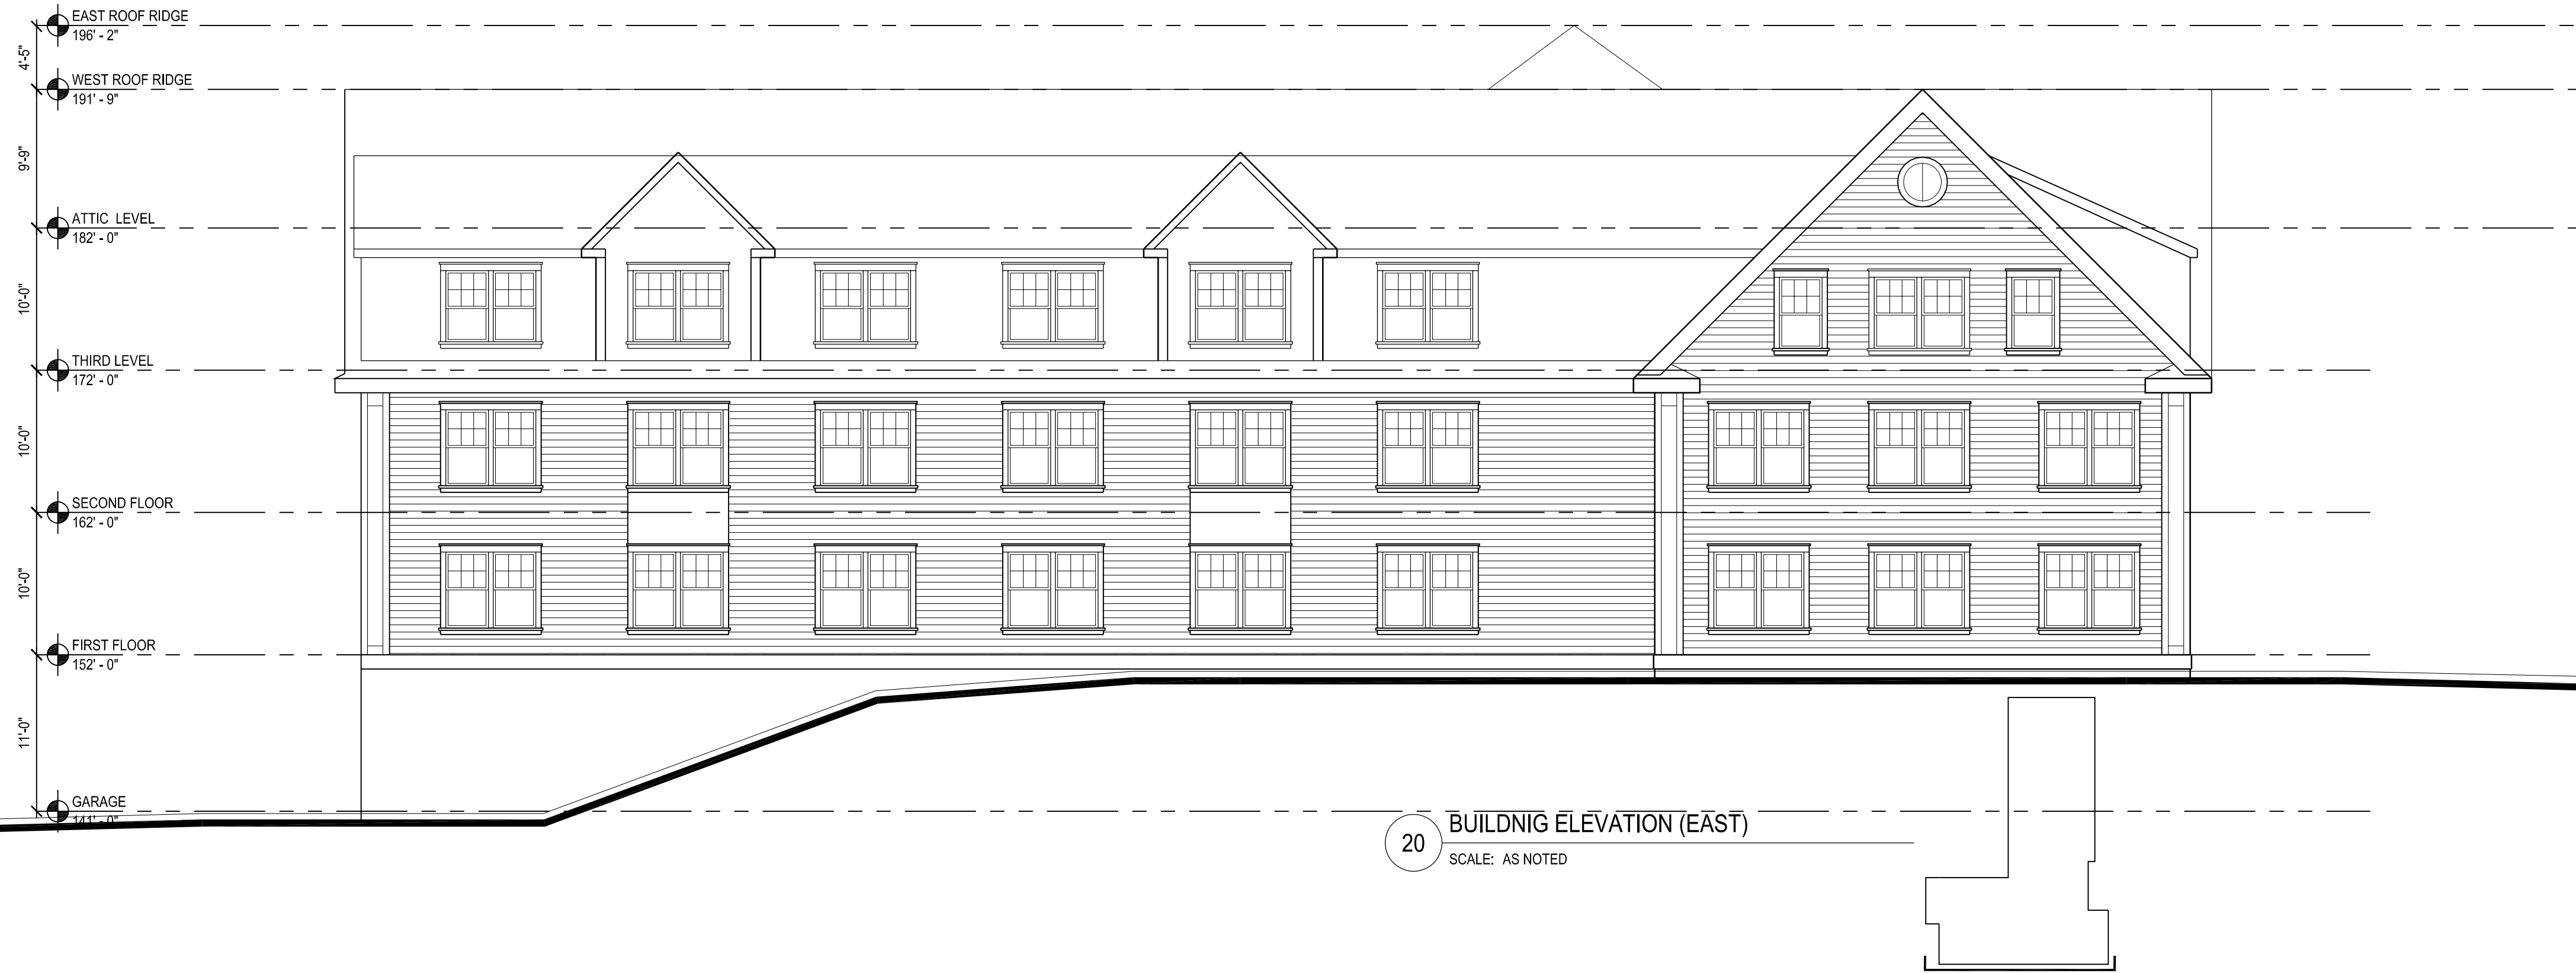 EAST ROOF RIDGE
196' - 2"
4'-5"
WEST ROOF RIDGE
191' - 9"
9'-9"
ATTIC LEVEL
182' - 0"
10'-0"
THIRD LEVEL
172' - 0"
10'-0"
SECOND FLOOR
162' - 0"
10'-0"
FIRST FLOOR
152' - 0"
11'-0"
GARAGE
141' - 0"
20
BUILDNIG ELEVATION (EAST)
SCALE: AS NOTED